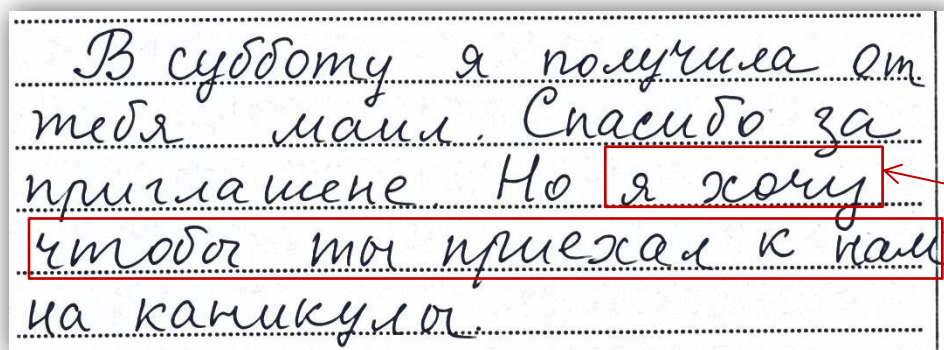 В субботу я получила от
тебя маил. Спасибо за
приглашене. Но я хочу
чтобы ты приехал к нам
на каникулы.